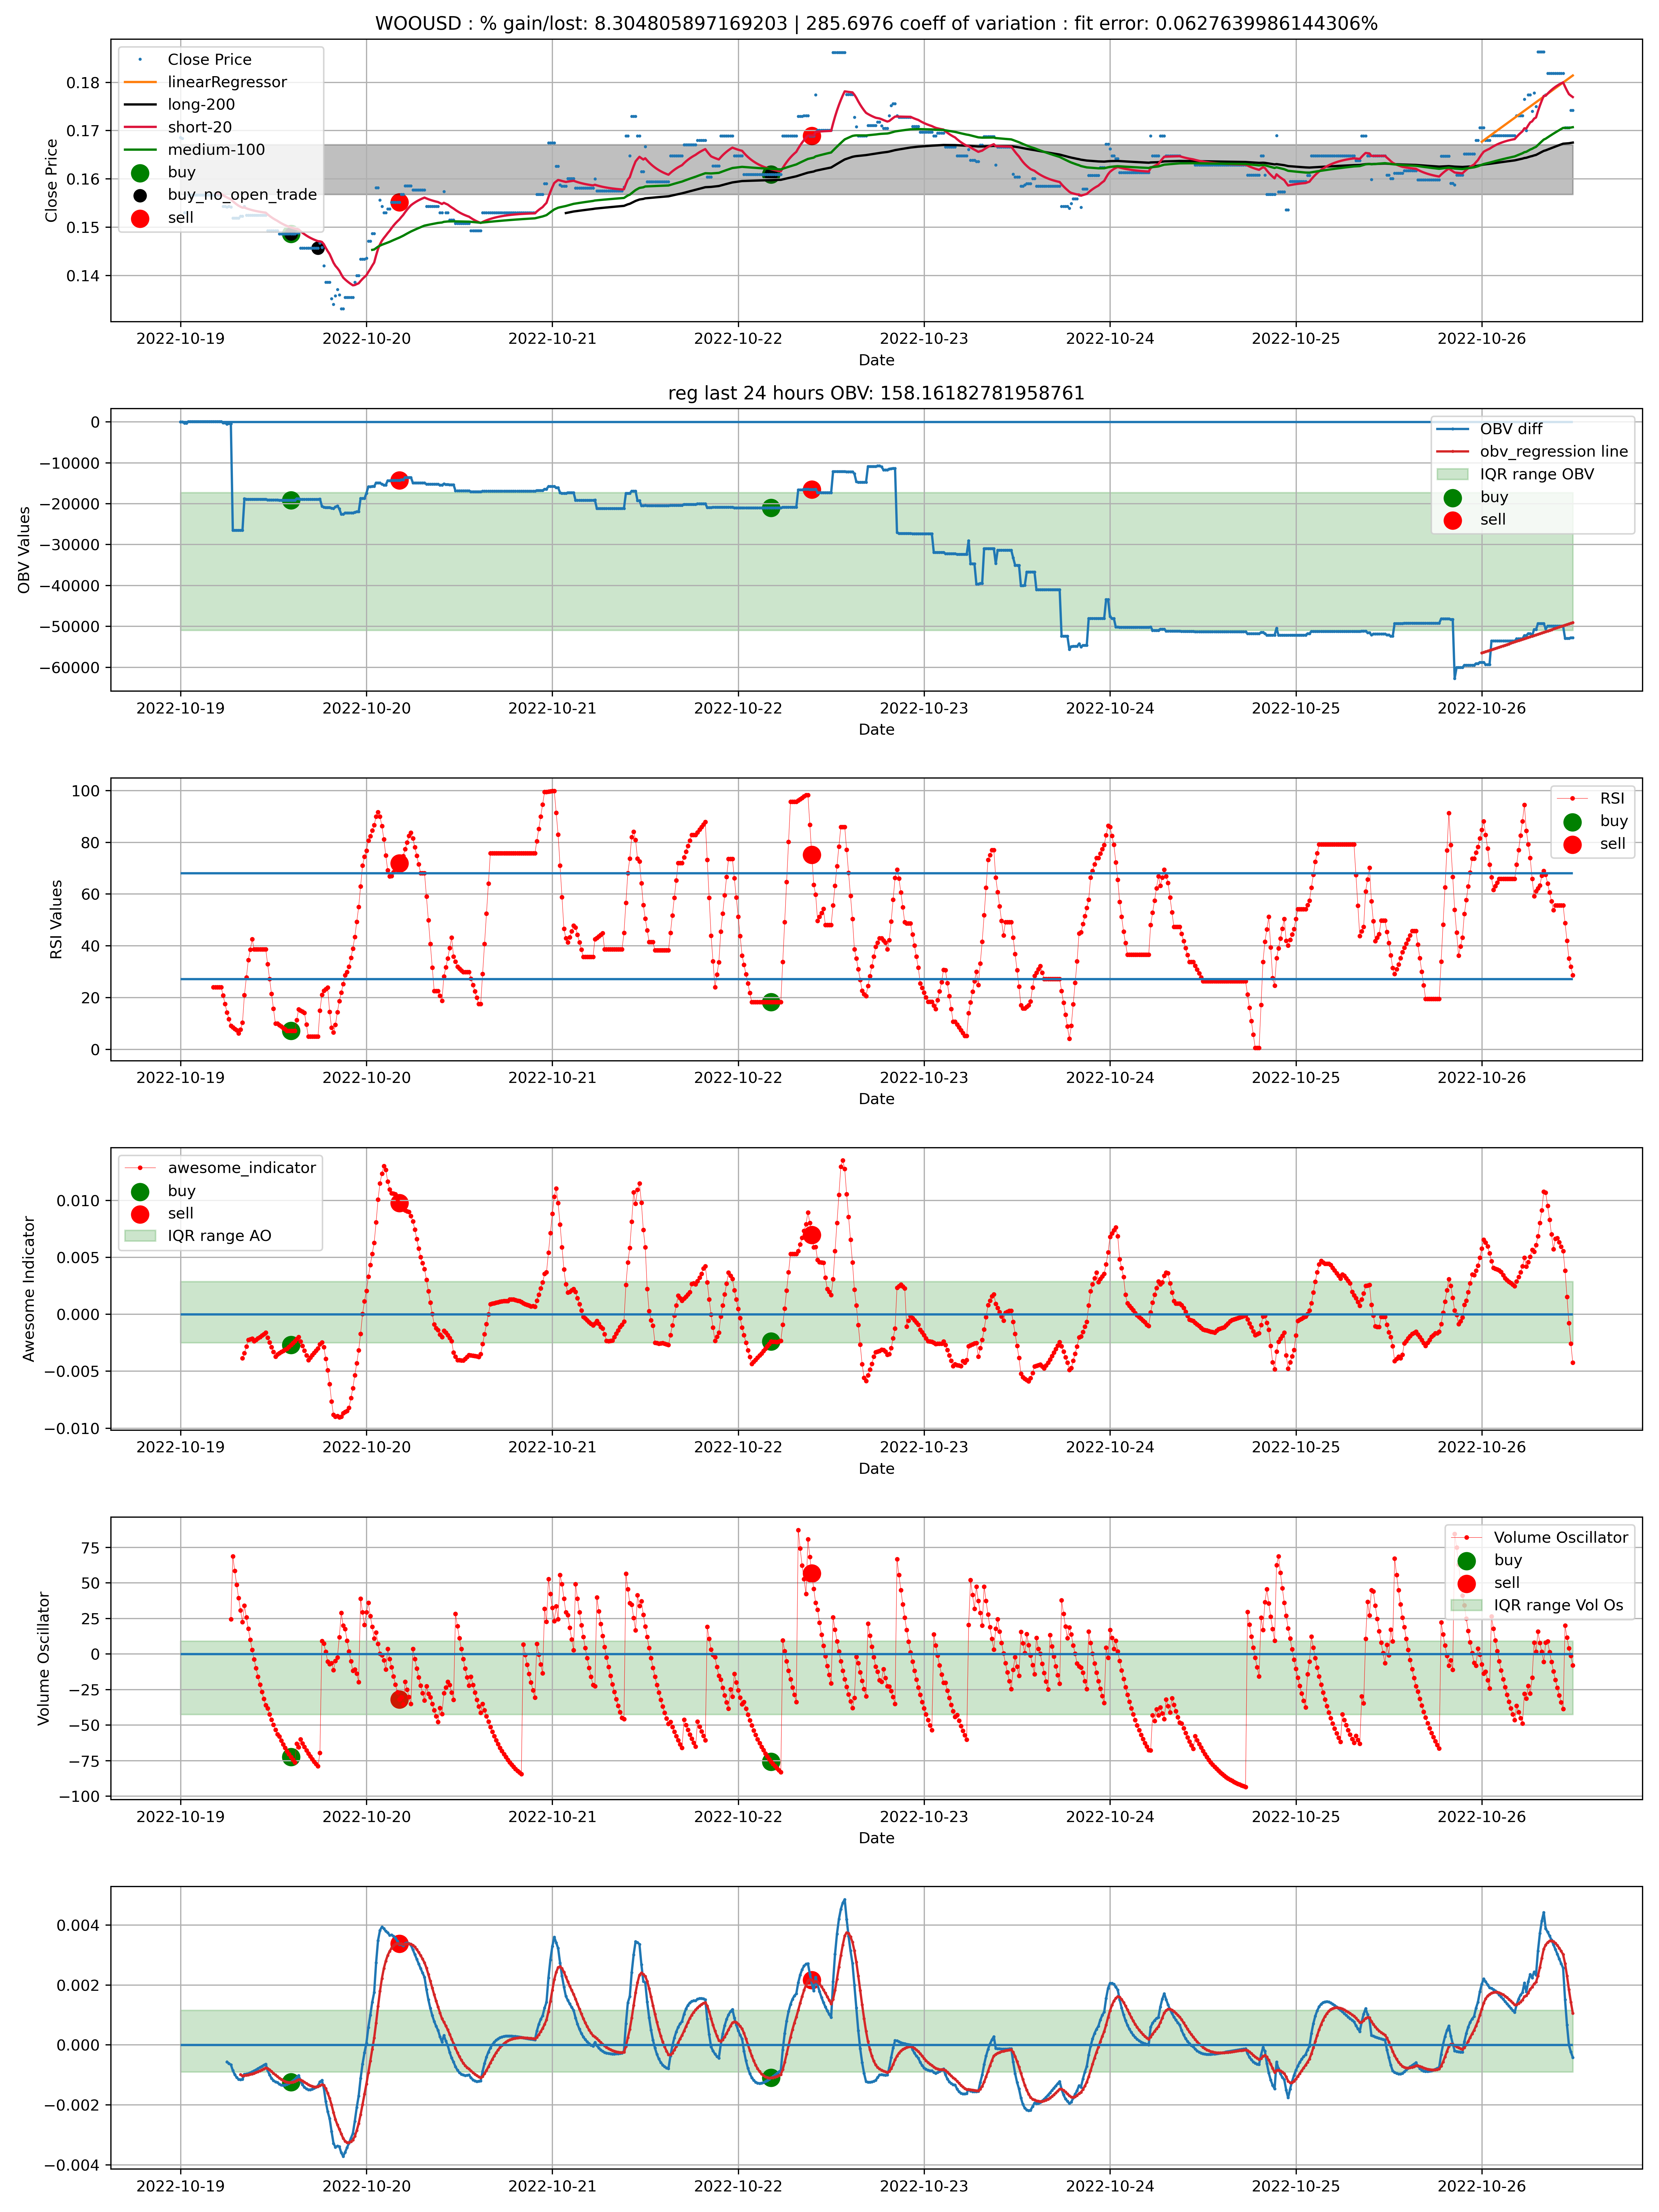 WOOUSD : % gain/lost: 8.304805897169203 | 285.6976 coeff of variation : fit error: 0.0627639986144306%
Close Price
linearRegressor
long-200
short-20
medium-100
buy
buy_no_open_trade
sell
0.18
0.17
0.16
0.15
0.14
Close Price
2022-10-19 2022-10-20 2022-10-21 2022-10-22 2022-10-23 2022-10-24 2022-10-25 2022-10-26
Date
reg last 24 hours OBV: 158.16182781958761
OBV diff
obv_regression line
IQR range OBV
buy
sell
0
−10000
−20000
−30000
−40000
−50000
−60000
OBV Values
2022-10-19 2022-10-20 2022-10-21 2022-10-22 2022-10-23 2022-10-24 2022-10-25 2022-10-26
Date
RSI
buy
sell
100
80
60
40
20
0
RSI Values
2022-10-19 2022-10-20 2022-10-21 2022-10-22 2022-10-23 2022-10-24 2022-10-25 2022-10-26
Date
awesome_indicator
buy
sell
IQR range AO
0.010
0.005
0.000
−0.005
−0.010
Awesome Indicator
2022-10-19 2022-10-20 2022-10-21 2022-10-22 2022-10-23 2022-10-24 2022-10-25 2022-10-26
Date
Volume Oscillator
buy
sell
IQR range Vol Os
75
50
25
0
−25
−50
−75
−100
Volume Oscillator
2022-10-19 2022-10-20 2022-10-21 2022-10-22 2022-10-23 2022-10-24 2022-10-25 2022-10-26
Date
0.004
0.002
0.000
−0.002
−0.004
2022-10-19 2022-10-20 2022-10-21 2022-10-22 2022-10-23 2022-10-24 2022-10-25 2022-10-26